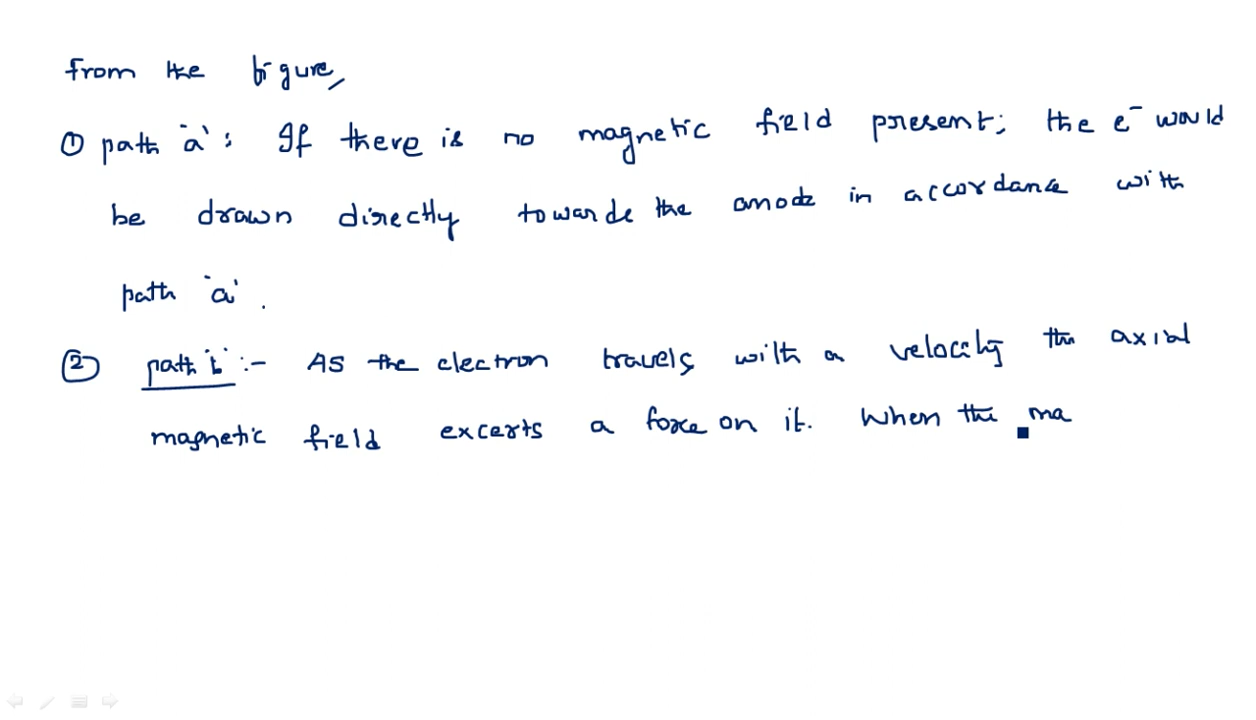 from the figure,
① path 'a': If there is no magnetic field present; the e⁻ would
be drawn directly towards the anode in accordance with
path 'a'.
② path 'b' :- As the electron travels with a velocity the axial
magnetic field excerts a force on it. When the ma